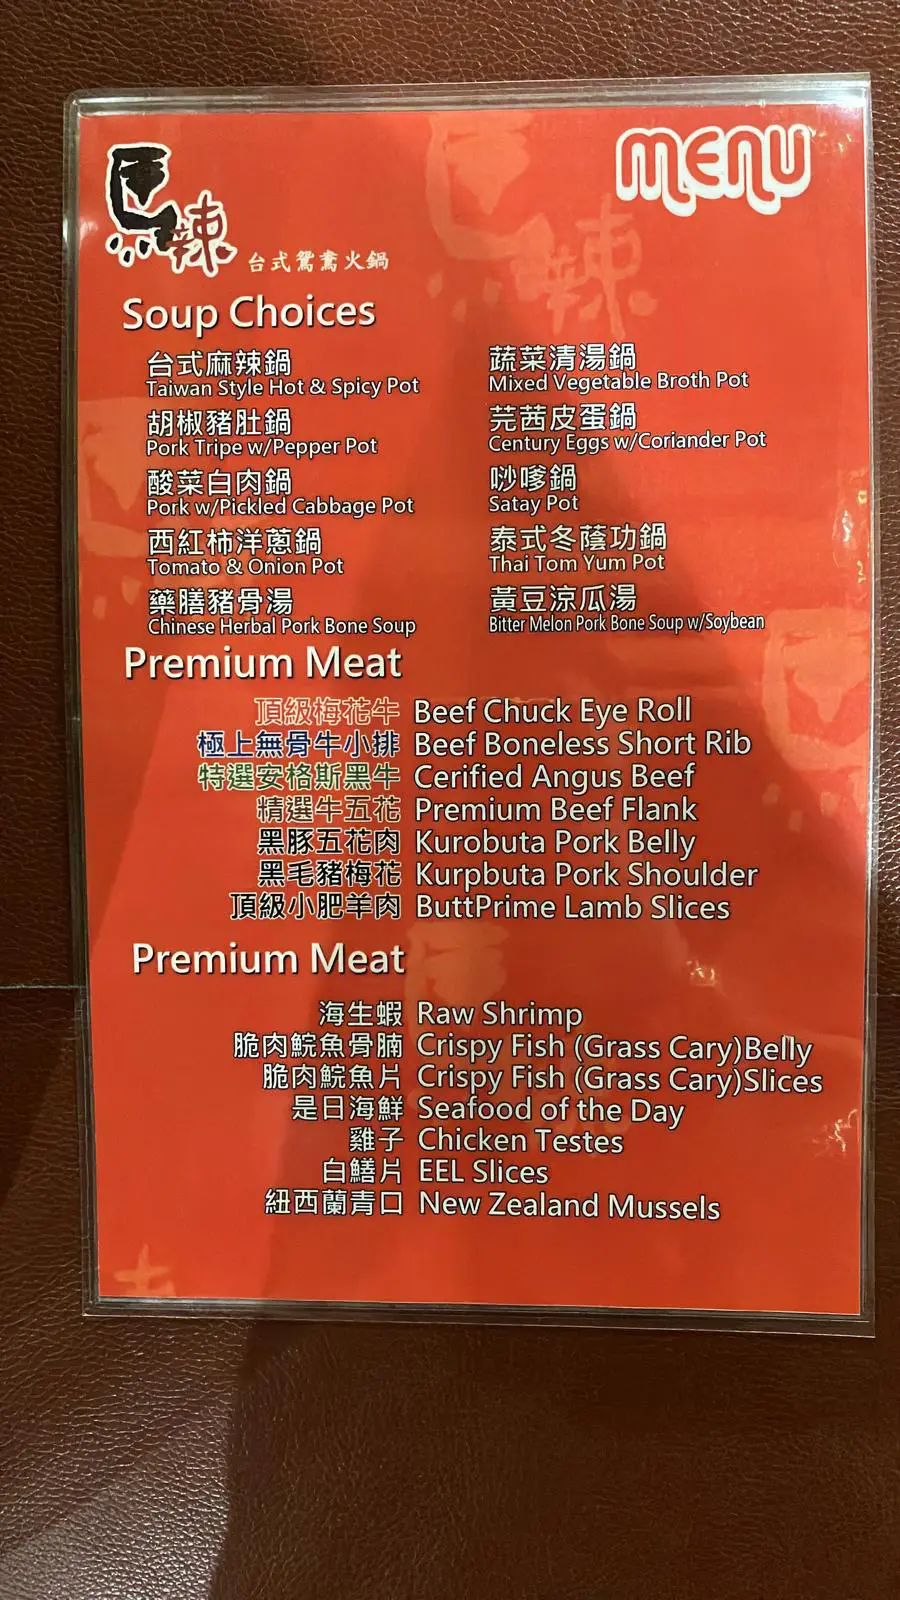 MENU
馬辣 台式鴛鴦火鍋
Soup Choices
台式麻辣鍋
Taiwan Style Hot & Spicy Pot
胡椒豬肚鍋
Pork Tripe w/Pepper Pot
酸菜白肉鍋
Pork w/Pickled Cabbage Pot
西紅柿洋蔥鍋
Tomato & Onion Pot
藥膳豬骨湯
Chinese Herbal Pork Bone Soup
蔬菜清湯鍋
Mixed Vegetable Broth Pot
芫茜皮蛋鍋
Century Eggs w/Coriander Pot
唦嗲鍋
Satay Pot
泰式冬蔭功鍋
Thai Tom Yum Pot
黃豆涼瓜湯
Bitter Melon Pork Bone Soup w/Soybean
Premium Meat
頂級梅花牛 Beef Chuck Eye Roll
極上無骨牛小排 Beef Boneless Short Rib
特選安格斯黑牛 Cerified Angus Beef
精選牛五花 Premium Beef Flank
黑豚五花肉 Kurobuta Pork Belly
黑毛豬梅花 Kurpbuta Pork Shoulder
頂級小肥羊肉 ButtPrime Lamb Slices
Premium Meat
海生蝦 Raw Shrimp
脆肉鯇魚骨腩 Crispy Fish (Grass Cary)Belly
脆肉鯇魚片 Crispy Fish (Grass Cary)Slices
是日海鮮 Seafood of the Day
雞子 Chicken Testes
白鱔片 EEL Slices
紐西蘭青口 New Zealand Mussels